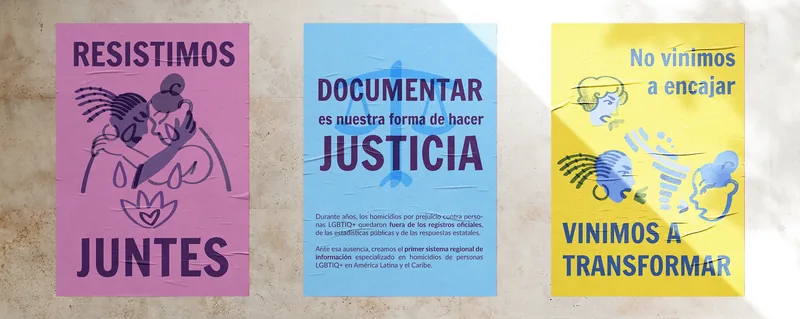 RESISTIMOS
JUNTES
DOCUMENTAR
es nuestra forma de hacer
JUSTICIA
Durante años, los homicidios por prejuicio contra perso-
nas LGBTIQ+ quedaron fuera de los registros oficiales,
de las estadísticas públicas y de las respuestas estatales.
Ante esa ausencia, creamos el primer sistema regional de
información especializado en homicidios de personas
LGBTIQ+ en América Latina y el Caribe.
No vinimos
a encajar
VINIMOS A
TRANSFORMAR